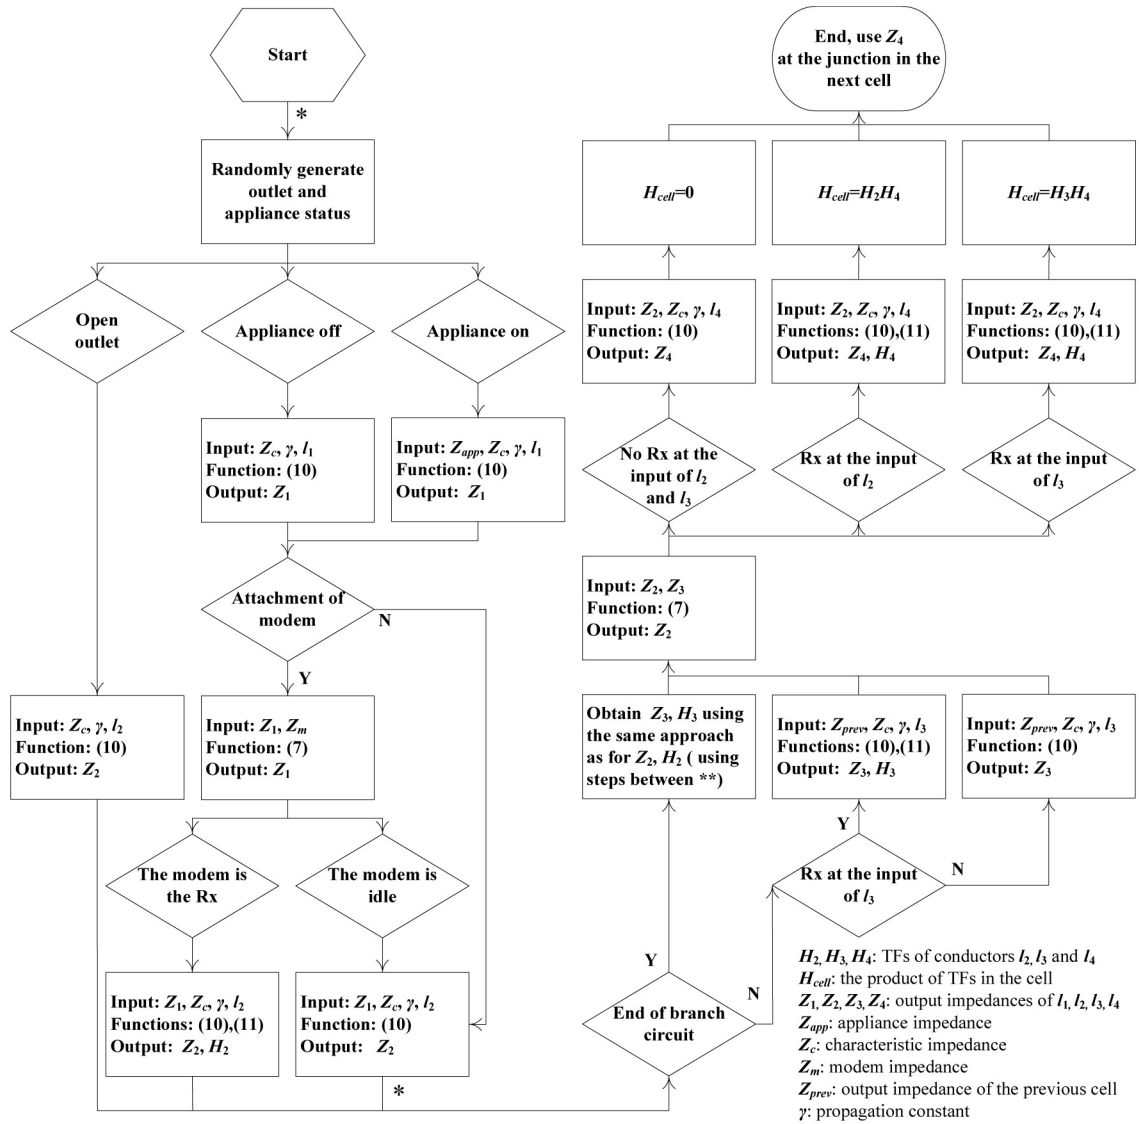 Start
*
Randomly generate
outlet and
appliance status
Open
outlet
Appliance off
Appliance on
Input: Zc, γ, l1
Function: (10)
Output: Z1
Input: Zapp, Zc, γ, l1
Function: (10)
Output: Z1
Attachment of
modem
N
Y
Input: Zc, γ, l2
Function: (10)
Output: Z2
Input: Z1, Zm
Function: (7)
Output: Z1
The modem is
the Rx
The modem is
idle
Input: Z1, Zc, γ, l2
Functions: (10),(11)
Output: Z2, H2
Input: Z1, Zc, γ, l2
Function: (10)
Output: Z2
*
End, use Z4
at the junction in the
next cell
Hcell=0
Hcell=H2H4
Hcell=H3H4
Input: Z2, Zc, γ, l4
Function: (10)
Output: Z4
Input: Z2, Zc, γ, l4
Functions: (10),(11)
Output: Z4, H4
Input: Z2, Zc, γ, l4
Functions: (10),(11)
Output: Z4, H4
No Rx at the
input of l2
and l3
Rx at the input
of l2
Rx at the input
of l3
Input: Z2, Z3
Function: (7)
Output: Z2
Obtain Z3, H3 using
the same approach
as for Z2, H2 ( using
steps between **)
Input: Zprev, Zc, γ, l3
Functions: (10),(11)
Output: Z3, H3
Input: Zprev, Zc, γ, l3
Function: (10)
Output: Z3
Y
Rx at the input
of l3
N
Y
End of branch
circuit
N
H2, H3, H4: TFs of conductors l2, l3 and l4
Hcell: the product of TFs in the cell
Z1, Z2, Z3, Z4: output impedances of l1, l2, l3, l4
Zapp: appliance impedance
Zc: characteristic impedance
Zm: modem impedance
Zprev: output impedance of the previous cell
γ: propagation constant